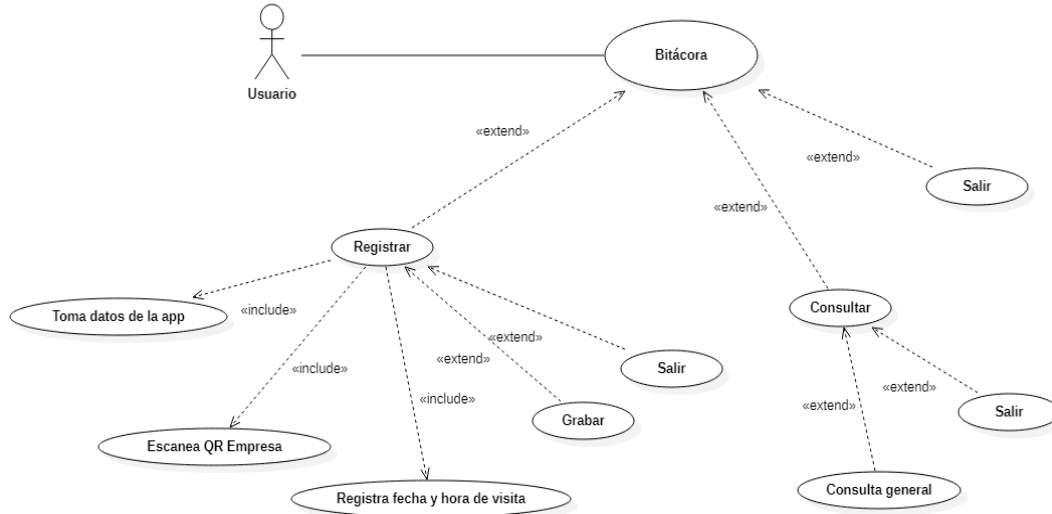 Usuario
Bitácora
«extend»
«extend»
«extend»
Salir
Registrar
Consultar
Toma datos de la app
«include»
«include»
«include»
«extend»
«extend»
Salir
Grabar
«extend»
«extend»
Salir
Escanea QR Empresa
Registra fecha y hora de visita
Consulta general